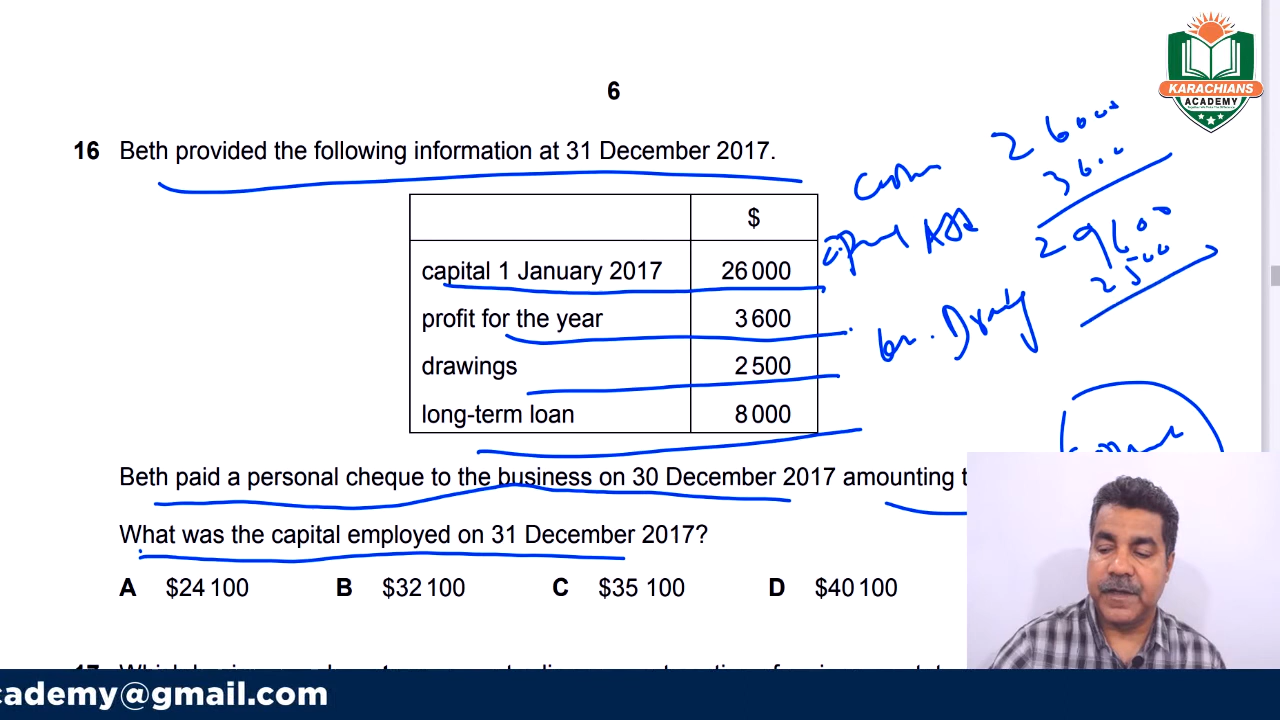 6
KARACHIANS
ACADEMY
16 Beth provided the following information at 31 December 2017.
$
capital 1 January 2017 26 000
profit for the year 3 600
drawings 2 500
long-term loan 8 000
26000
3600
29600
2500
Beth paid a personal cheque to the business on 30 December 2017 amounting t
What was the capital employed on 31 December 2017?
A $24 100 B $32 100 C $35 100 D $40 100
cademy@gmail.com